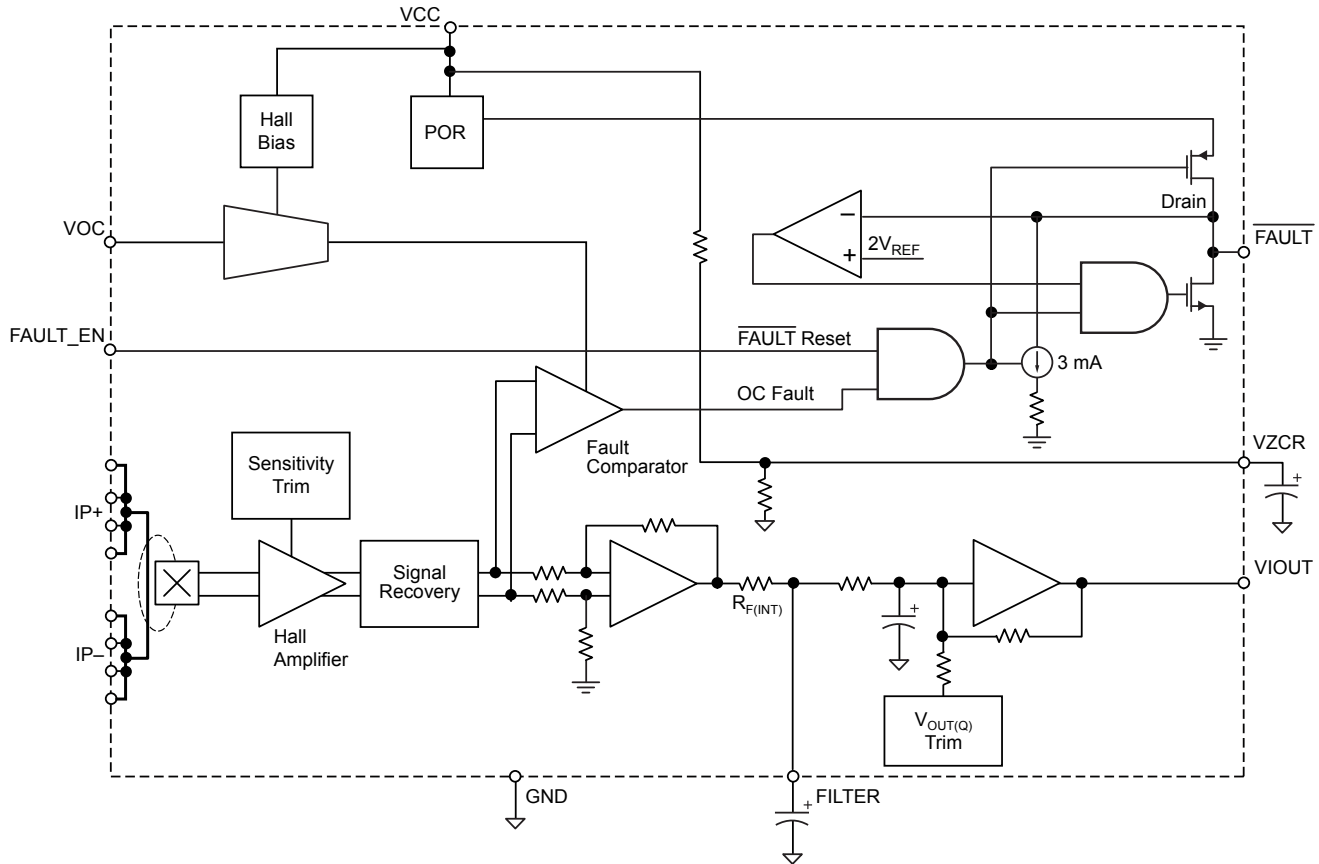 VCC
Hall
Bias
POR
Drain
VOC
−
+
2VREF
FAULT
FAULT_EN
FAULT Reset
3 mA
OC Fault
Fault
Comparator
VZCR
+
Sensitivity
Trim
IP+
Signal
Recovery
Hall
Amplifier
RF(INT)
+
VIOUT
IP–
VOUT(Q)
Trim
GND
FILTER
+